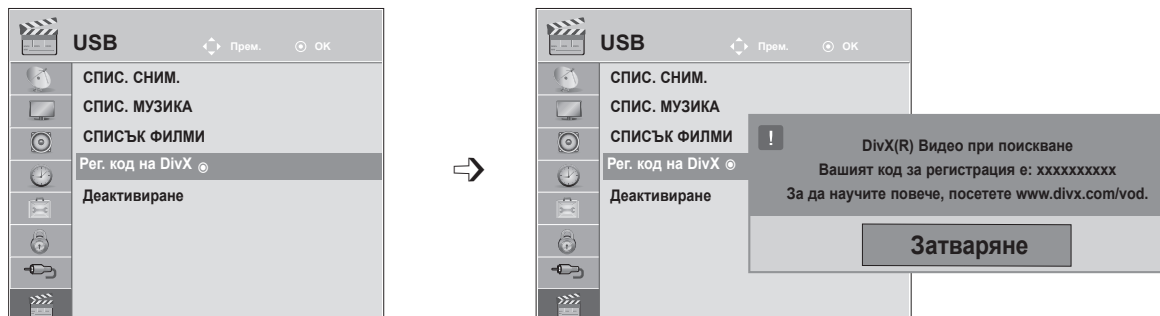 USB Прем. OK
СПИС. СНИМ.
СПИС. МУЗИКА
СПИСЪК ФИЛМИ
Рег. код на DivX
Деактивиране
USB Прем. OK
СПИС. СНИМ.
СПИС. МУЗИКА
СПИСЪК ФИЛМИ
Рег. код на DivX
Деактивиране
!
DivX(R) Видео при поискване
Вашият код за регистрация е: xxxxxxxxxx
За да научите повече, посетете www.divx.com/vod.
Затваряне